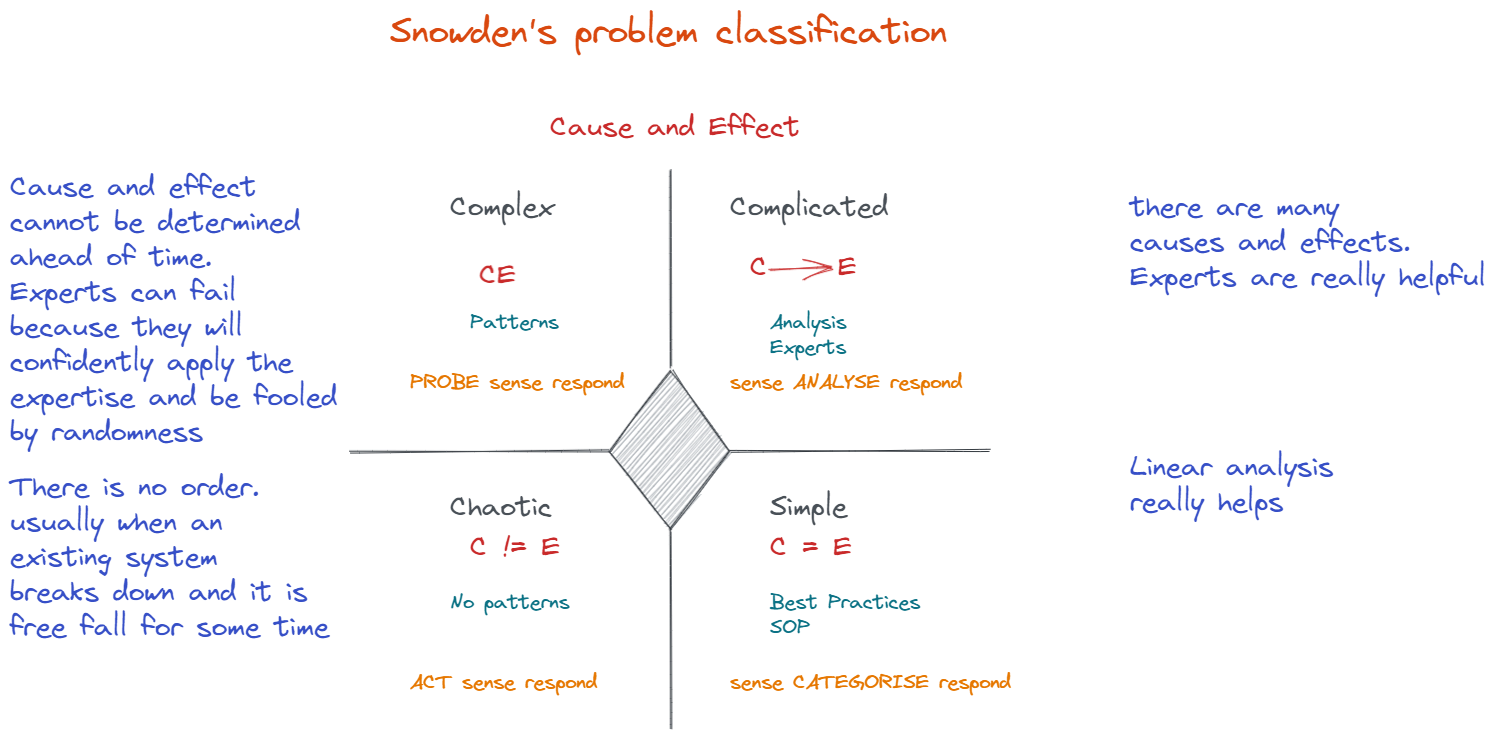 Snowden's problem classification
Cause and Effect
Cause and effect
cannot be determined
ahead of time.
Experts can fail
because they will
confidently apply the
expertise and be fooled
by randomness
Complex
CE
Patterns
PROBE sense respond
Complicated
C E
Analysis
Experts
sense ANALYSE respond
there are many
causes and effects.
Experts are really helpful
There is no order.
usually when an
existing system
breaks down and it is
free fall for some time
Chaotic
C != E
No patterns
ACT sense respond
Simple
C = E
Best Practices
SOP
sense CATEGORISE respond
Linear analysis
really helps